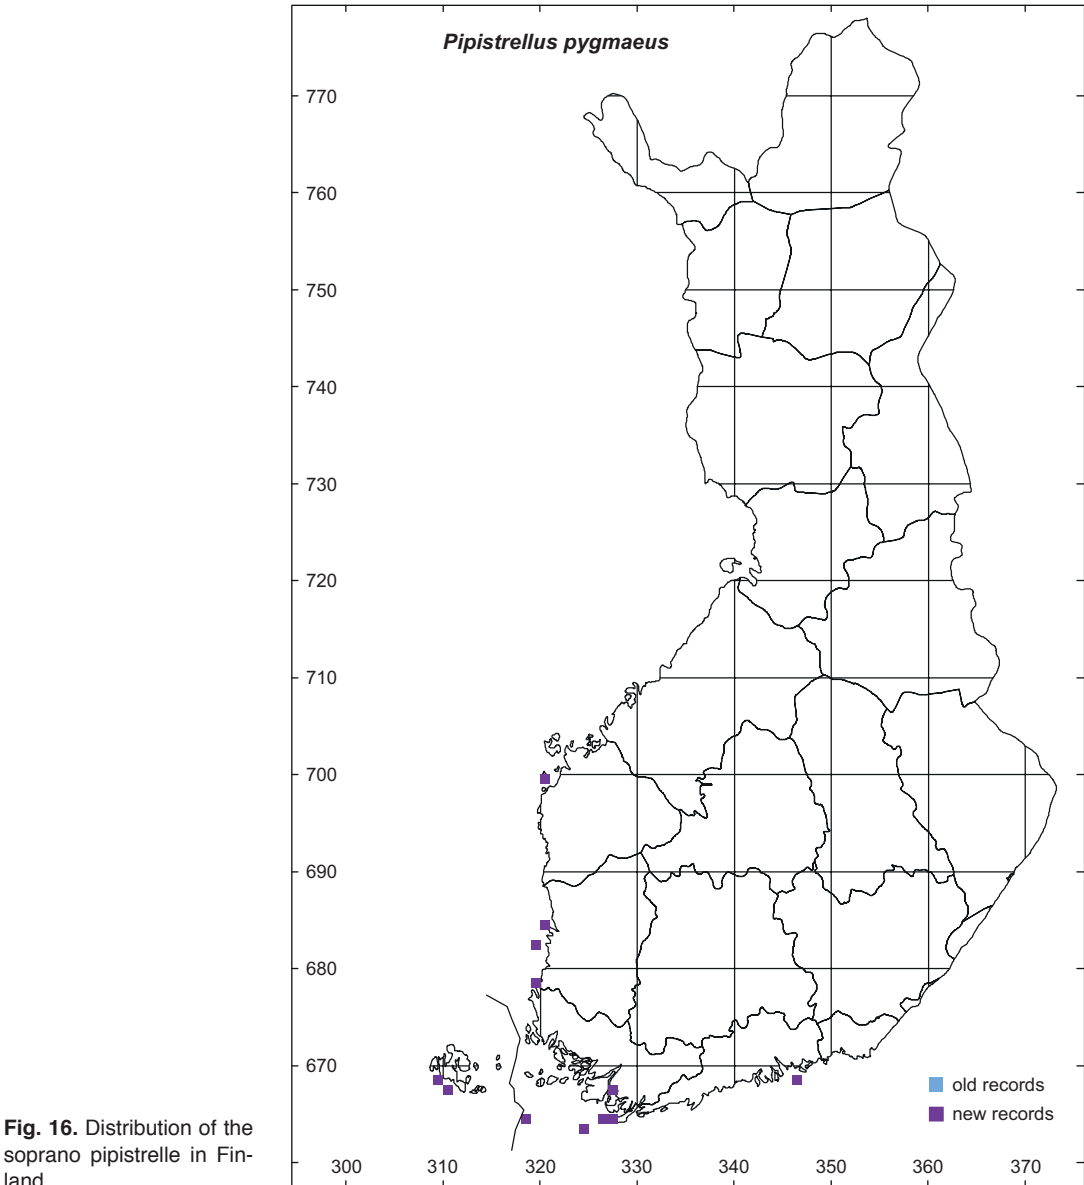 Pipistrellus pygmaeus
770
760
750
740
730
720
710
700
690
680
670
old records
new records
300 310 320 330 340 350 360 370
Fig. 16. Distribution of the
soprano pipistrelle in Fin-
land